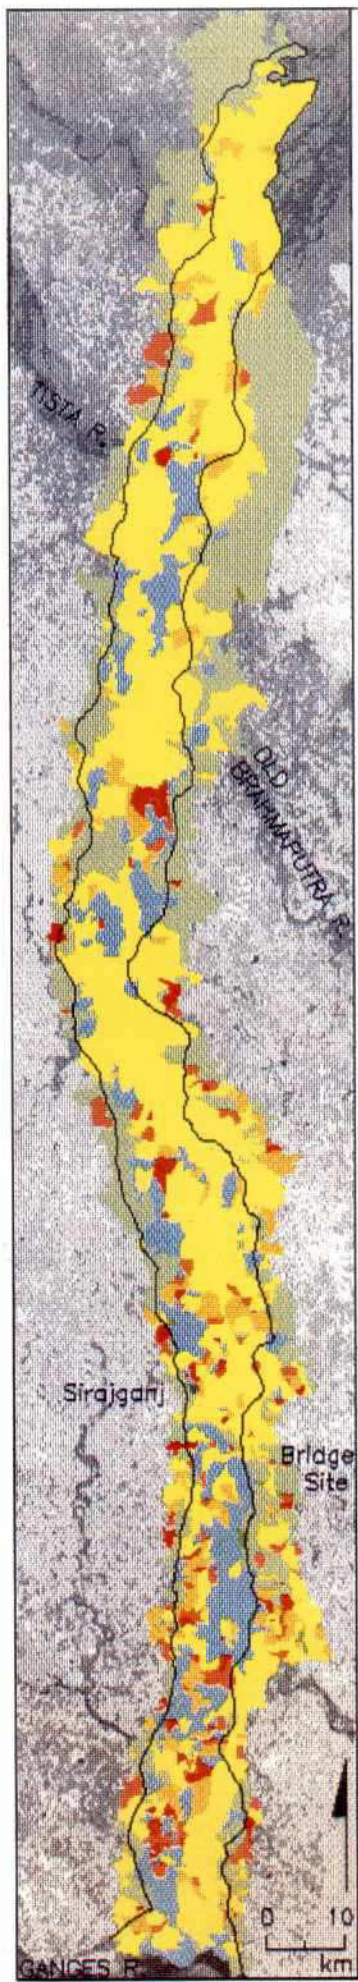 TISTA R.
OLD
BRAHMAPUTRA R.
Sirajganj
Bridge
Site
0 10
km
GANGES R.